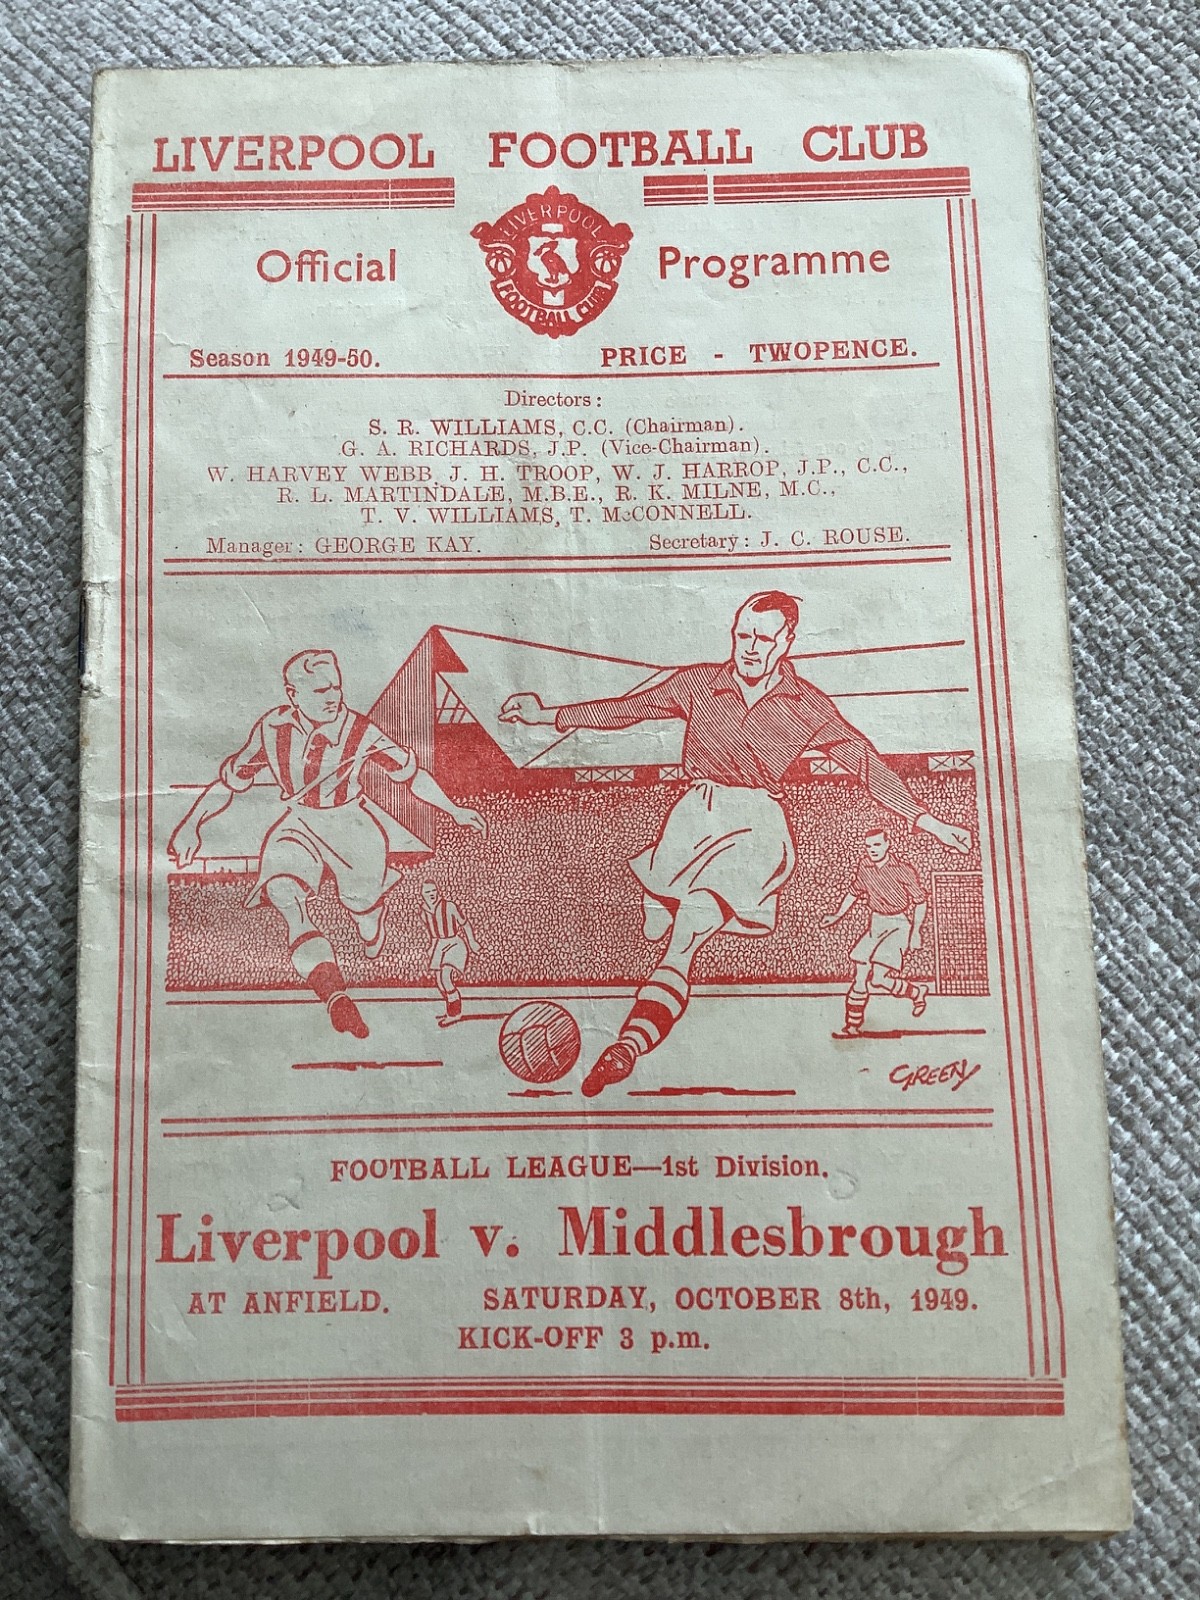 LIVERPOOL FOOTBALL CLUB
LIVERPOOL
FOOTBALL CLUB
Official Programme
Season 1949-50. PRICE - TWOPENCE.
Directors:
S. R. WILLIAMS, C.C. (Chairman).
G. A. RICHARDS, J.P. (Vice-Chairman).
W. HARVEY WEBB, J. H. TROOP, W. J. HARROP, J.P., C.C.,
R. L. MARTINDALE, M.B.E., R. K. MILNE, M.C.,
T. V. WILLIAMS, T. McCONNELL.
Manager: GEORGE KAY. Secretary: J. C. ROUSE.
GREEN
FOOTBALL LEAGUE—1st Division.
Liverpool v. Middlesbrough
AT ANFIELD. SATURDAY, OCTOBER 8th, 1949.
KICK-OFF 3 p.m.